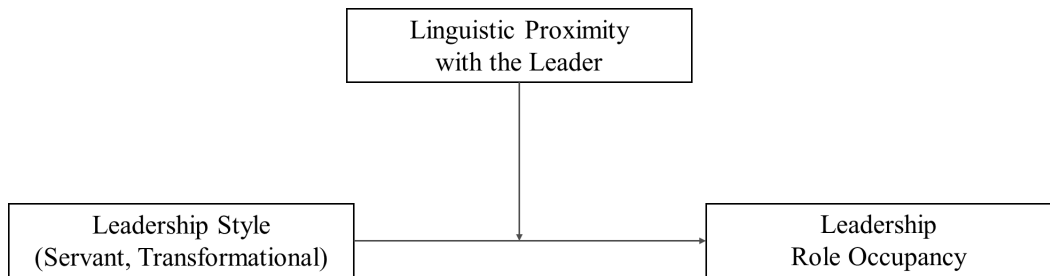 Linguistic Proximity
with the Leader
Leadership Style
(Servant, Transformational)
Leadership
Role Occupancy